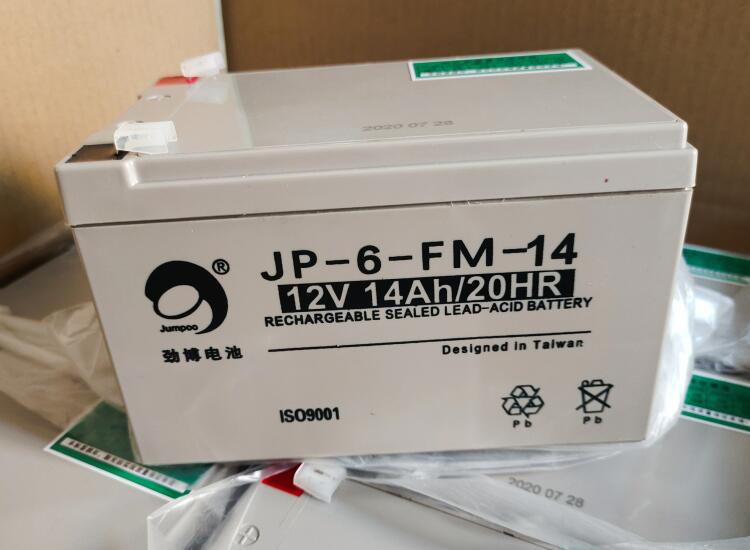 2020 07 28
®
JP-6-FM-14
12V 14Ah/20HR
RECHARGEABLE SEALED LEAD-ACID BATTERY
Jumpoo
劲博电池
Designed in Taiwan
ISO9001
Pb
Pb
2020 07 28